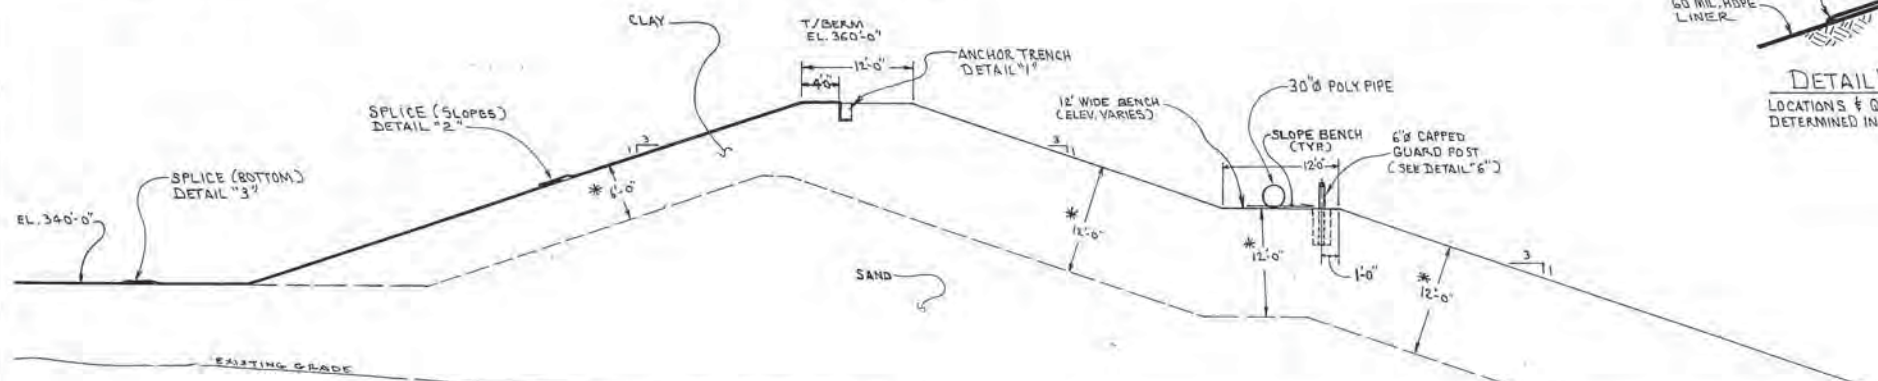 CLAY
T/BERM
EL. 360'-0"
12'-0"
4'-0"
ANCHOR TRENCH
DETAIL "1"
SPLICE (SLOPES)
DETAIL "2"
3
1
* 6'-0"
SPLICE (BOTTOM)
DETAIL "3"
EL. 340'-0"
EXISTING GRADE
SAND
3
1
* 12'-0"
12' WIDE BENCH
(ELEV. VARIES)
30"Ø POLY PIPE
SLOPE BENCH
(TYP.)
12'-0"
6"Ø CAPPED
GUARD POST
(SEE DETAIL "6")
* 12'-0"
1'-0"
3
1
* 12'-0"
60 MIL. HDPE
LINER
DETAIL
LOCATIONS & 
DETERMINED IN